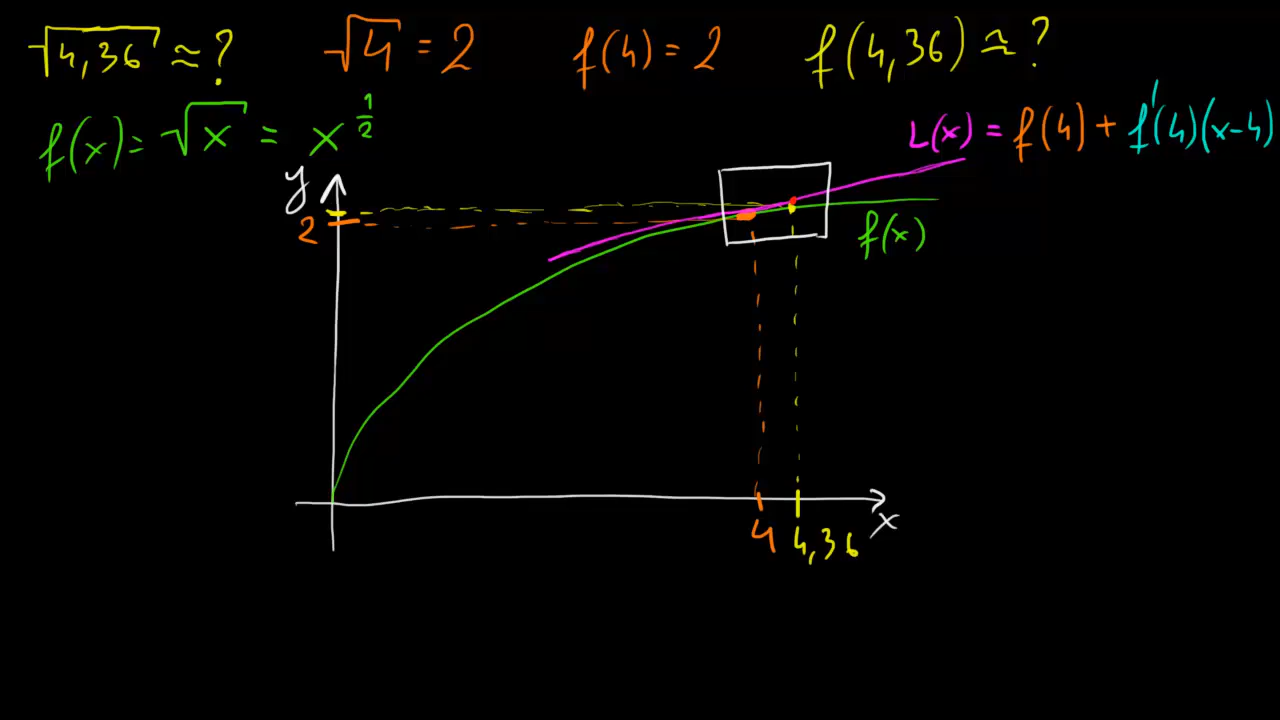 √4,36 ≈ ? √4 = 2 f(4) = 2 f(4,36) ≈ ?
f(x) = √x = x^{1/2}
L(x) = f(4) + f'(4)(x-4)
y
2
f(x)
x
4
4,36